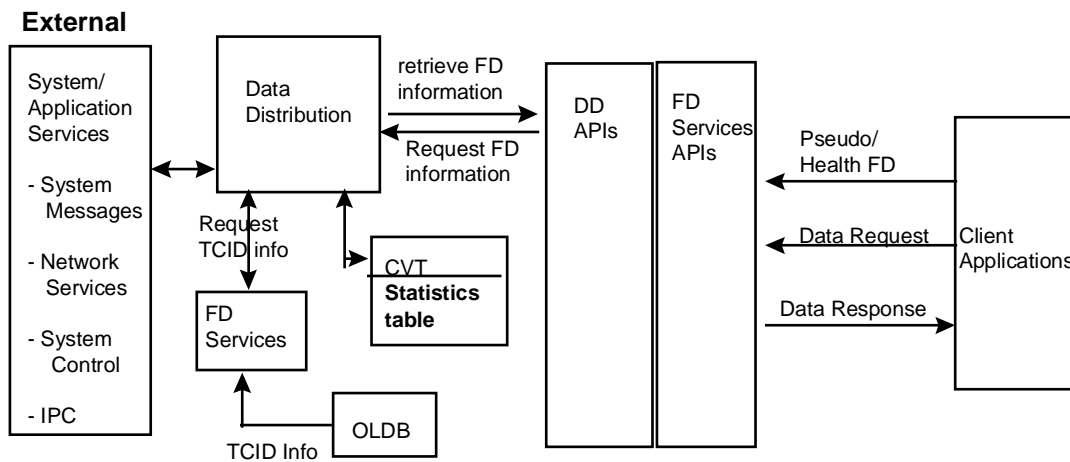 External
System/
Application
Services
- System
Messages
- Network
Services
- System
Control
- IPC
Data
Distribution
retrieve FD
information
Request FD
information
Request
TCID info
CVT
Statistics
table
FD
Services
OLDB
TCID Info
DD
APIs
FD
Services
APIs
Pseudo/
Health FD
Data Request
Data Response
Client
Applications